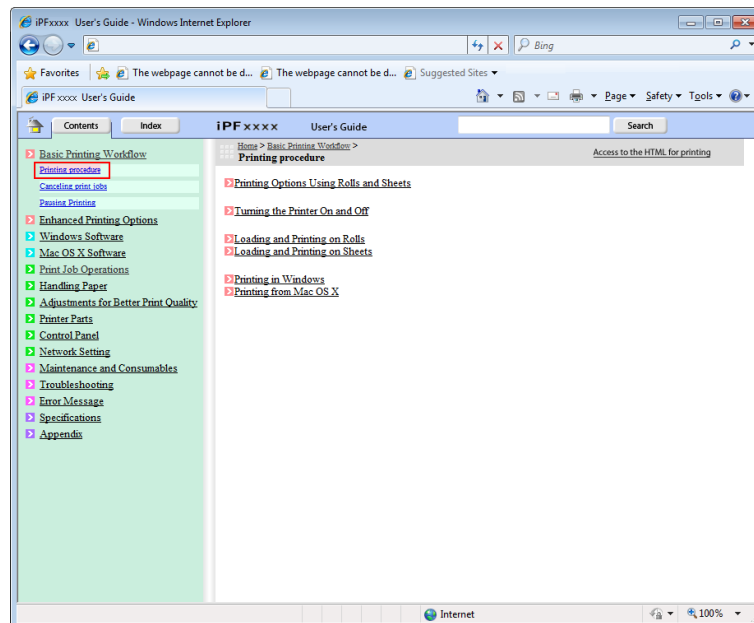 iPFxxxx User's Guide - Windows Internet Explorer
Bing
Favorites The webpage cannot be d... The webpage cannot be d... Suggested Sites
iPF xxxx User's Guide Page Safety Tools
Contents Index iPF xxxx User's Guide Search
Home > Basic Printing Workflow >
Printing procedure
Access to the HTML for printing
Basic Printing Workflow
Printing procedure
Canceling print jobs
Pausing Printing
Enhanced Printing Options
Windows Software
Mac OS X Software
Print Job Operations
Handling Paper
Adjustments for Better Print Quality
Printer Parts
Control Panel
Network Setting
Maintenance and Consumables
Troubleshooting
Error Message
Specifications
Appendix
Printing Options Using Rolls and Sheets
Turning the Printer On and Off
Loading and Printing on Rolls
Loading and Printing on Sheets
Printing in Windows
Printing from Mac OS X
Internet 100%